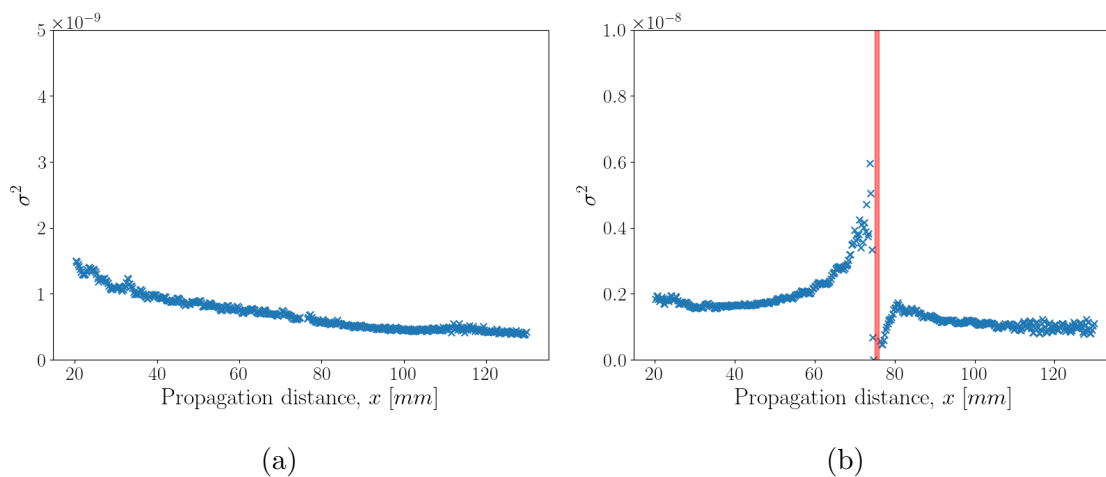 ×10⁻⁹
5
4
3
2
1
0
σ²
20 40 60 80 100 120
Propagation distance, x [mm]
(a)
×10⁻⁸
1.0
0.8
0.6
0.4
0.2
0.0
σ²
20 40 60 80 100 120
Propagation distance, x [mm]
(b)